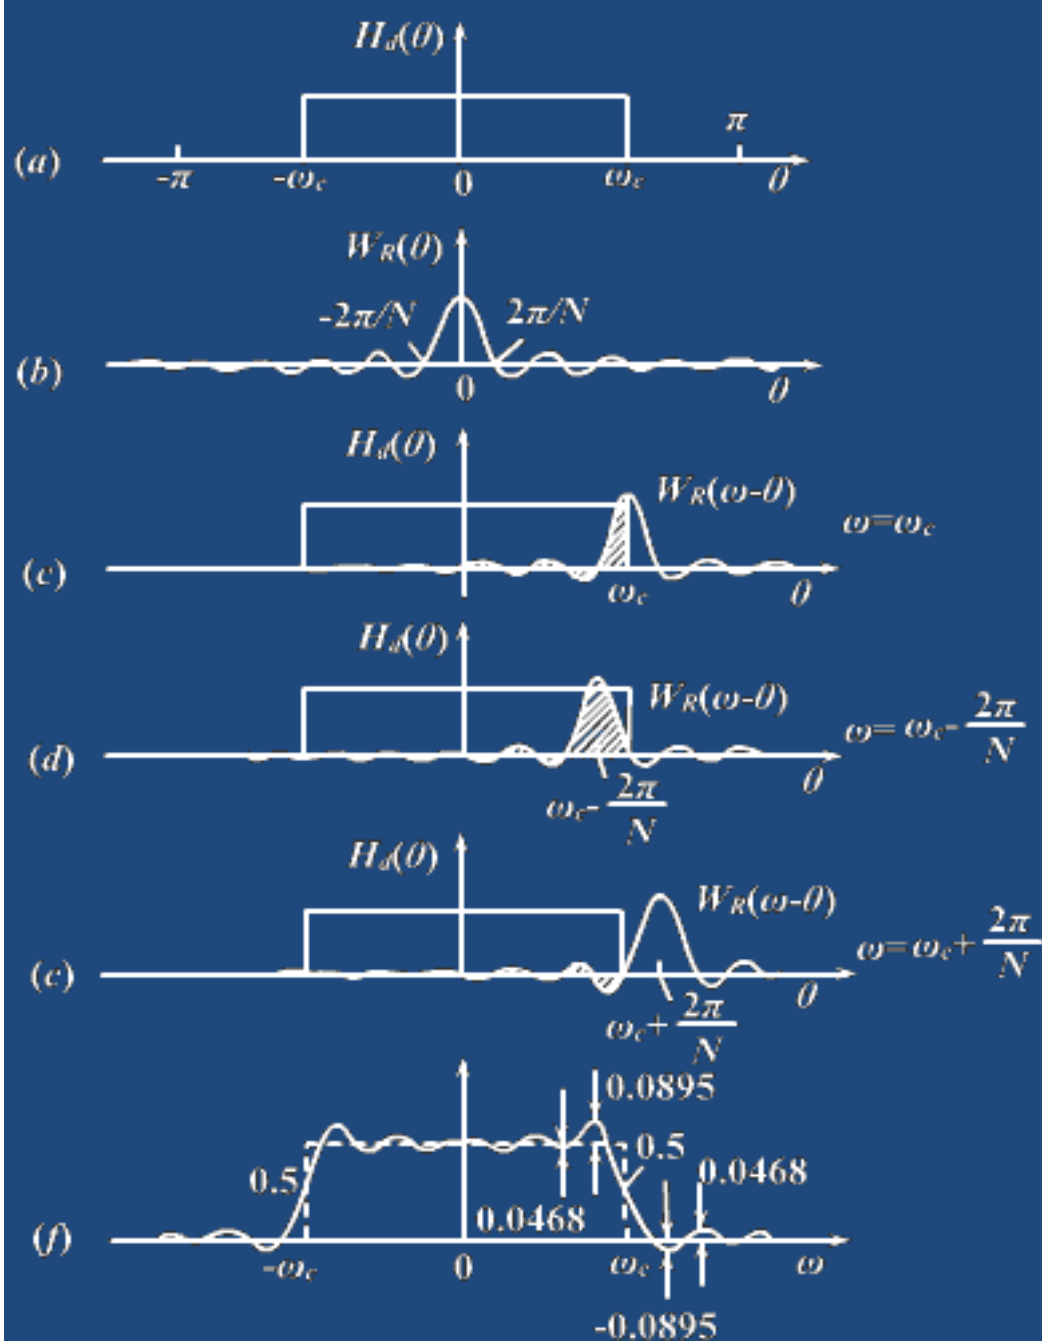 H_d(θ)
π
(a)
-π -ω_c 0 ω_c θ
W_R(θ)
-2π/N 2π/N
(b)
0 θ
H_d(θ)
W_R(ω-θ)
ω=ω_c
(c)
ω_c θ
H_d(θ)
W_R(ω-θ)
ω= ω_c- 2π/N
(d)
θ
ω_c- 2π/N
H_d(θ)
W_R(ω-θ)
ω=ω_c+ 2π/N
(c)
θ
ω_c+ 2π/N
0.0895
0.5 0.5 0.0468
0.0468
(f)
-ω_c 0 ω_c ω
-0.0895